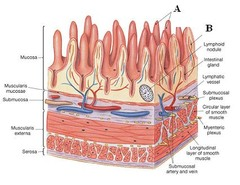 A
B
Mucosa
Muscularis
mucosae
Submucosa
Muscularis
externa
Serosa
Lymphoid
nodule
Intestinal
gland
Lymphatic
vessel
Submucosal
plexus
Circular layer
of smooth
muscle
Myenteric
plexus
Longitudinal
layer of smooth
muscle
Submucosal
artery and vein